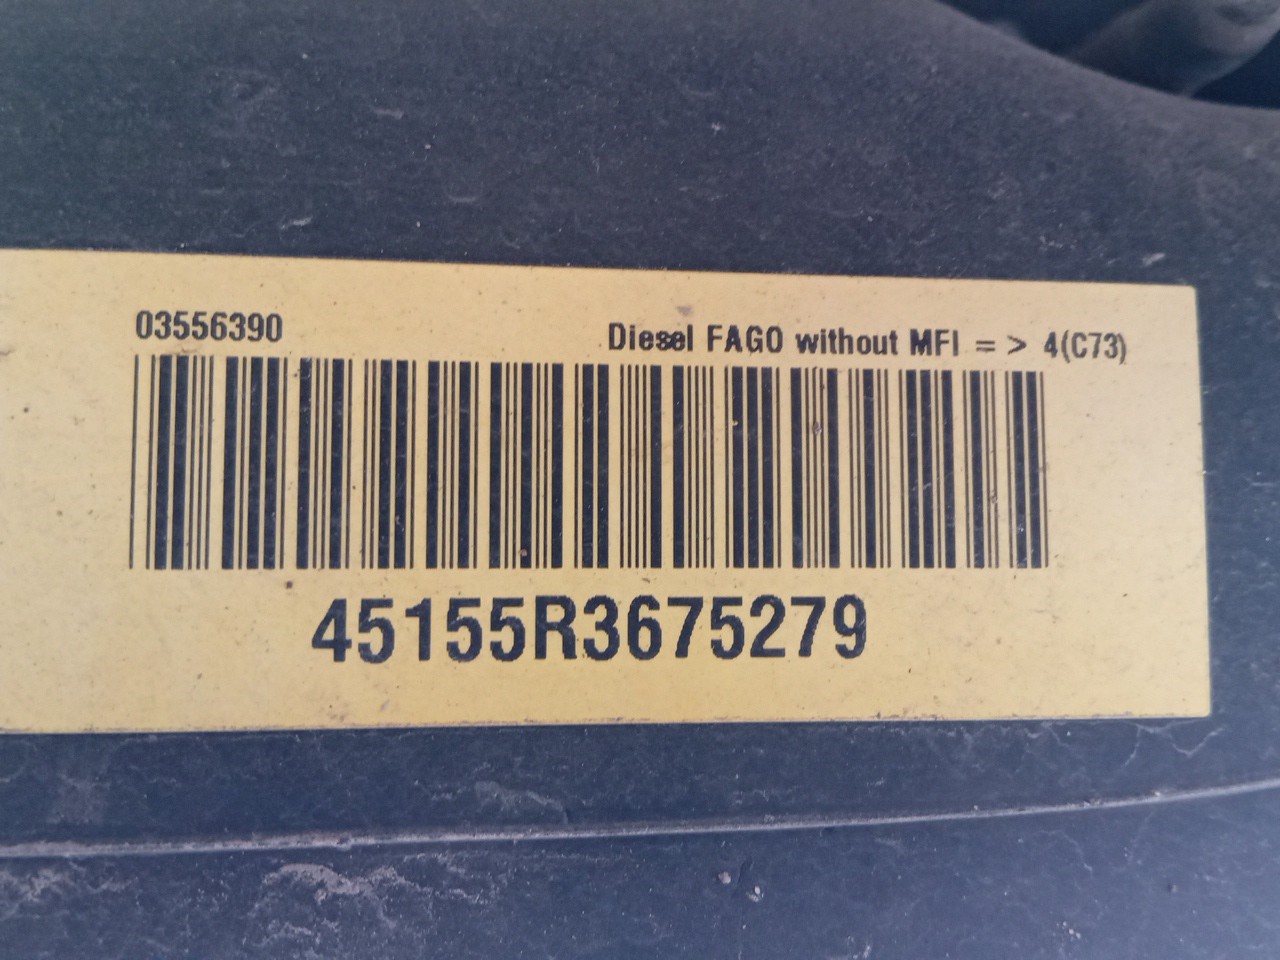 03556390
Diesel FAGO without MFI = > 4(C73)
45155R3675279